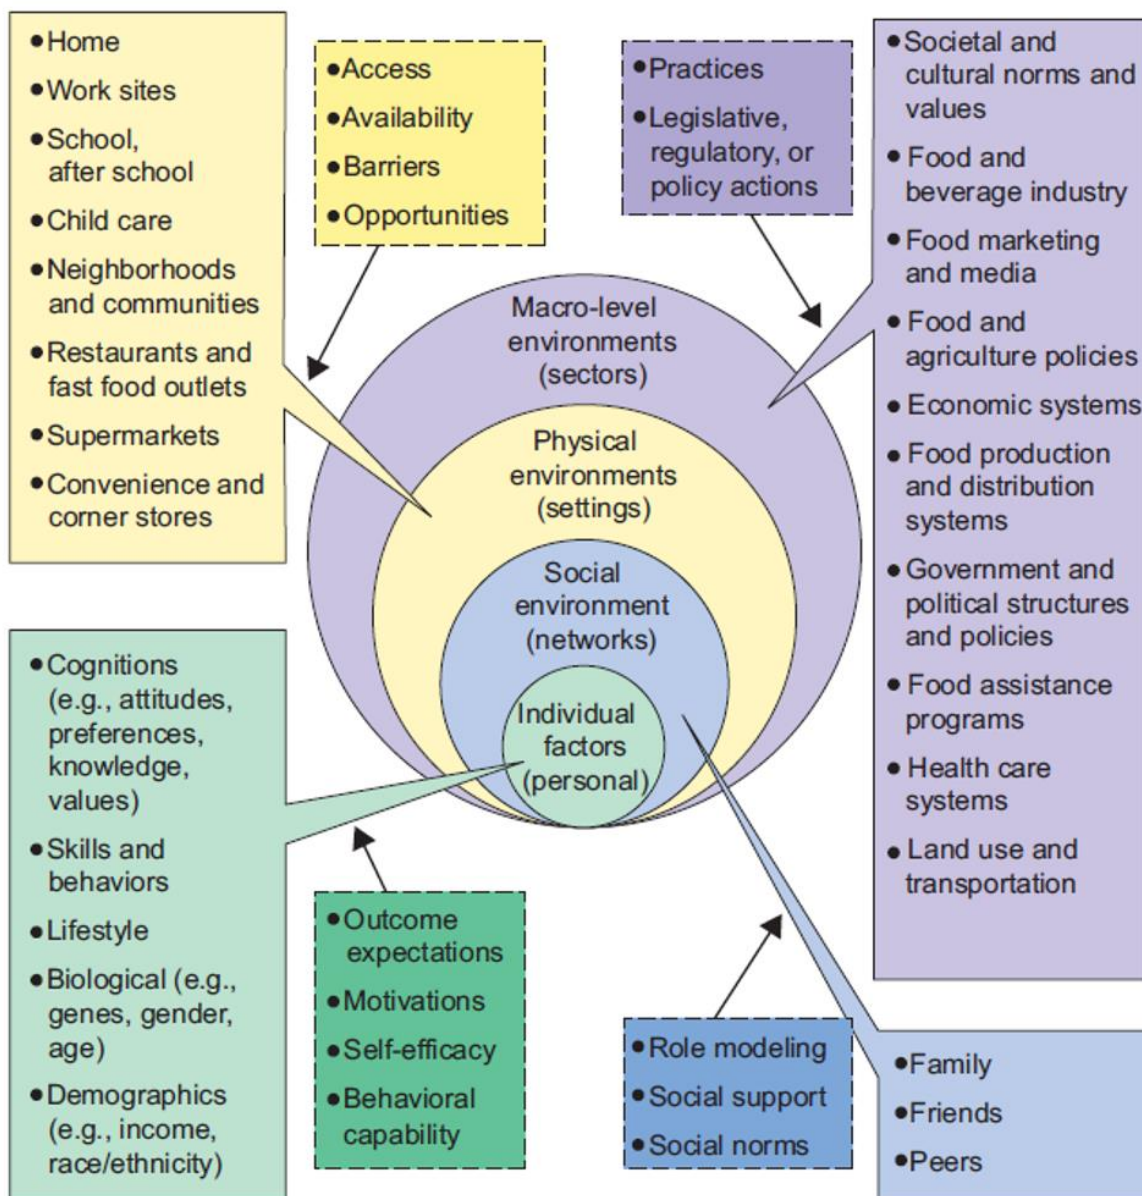 • Home
• Work sites
• School,
after school
• Child care
• Neighborhoods
and communities
• Restaurants and
fast food outlets
• Supermarkets
• Convenience and
corner stores
• Access
• Availability
• Barriers
• Opportunities
• Practices
• Legislative,
regulatory, or
policy actions
• Societal and
cultural norms and
values
• Food and
beverage industry
• Food marketing
and media
• Food and
agriculture policies
• Economic systems
• Food production
and distribution
systems
• Government and
political structures
and policies
• Food assistance
programs
• Health care
systems
• Land use and
transportation
Macro-level
environments
(sectors)
Physical
environments
(settings)
Social
environment
(networks)
Individual
factors
(personal)
• Cognitions
(e.g., attitudes,
preferences,
knowledge,
values)
• Skills and
behaviors
• Lifestyle
• Biological (e.g.,
genes, gender,
age)
• Demographics
(e.g., income,
race/ethnicity)
• Outcome
expectations
• Motivations
• Self-efficacy
• Behavioral
capability
• Role modeling
• Social support
• Social norms
• Family
• Friends
• Peers